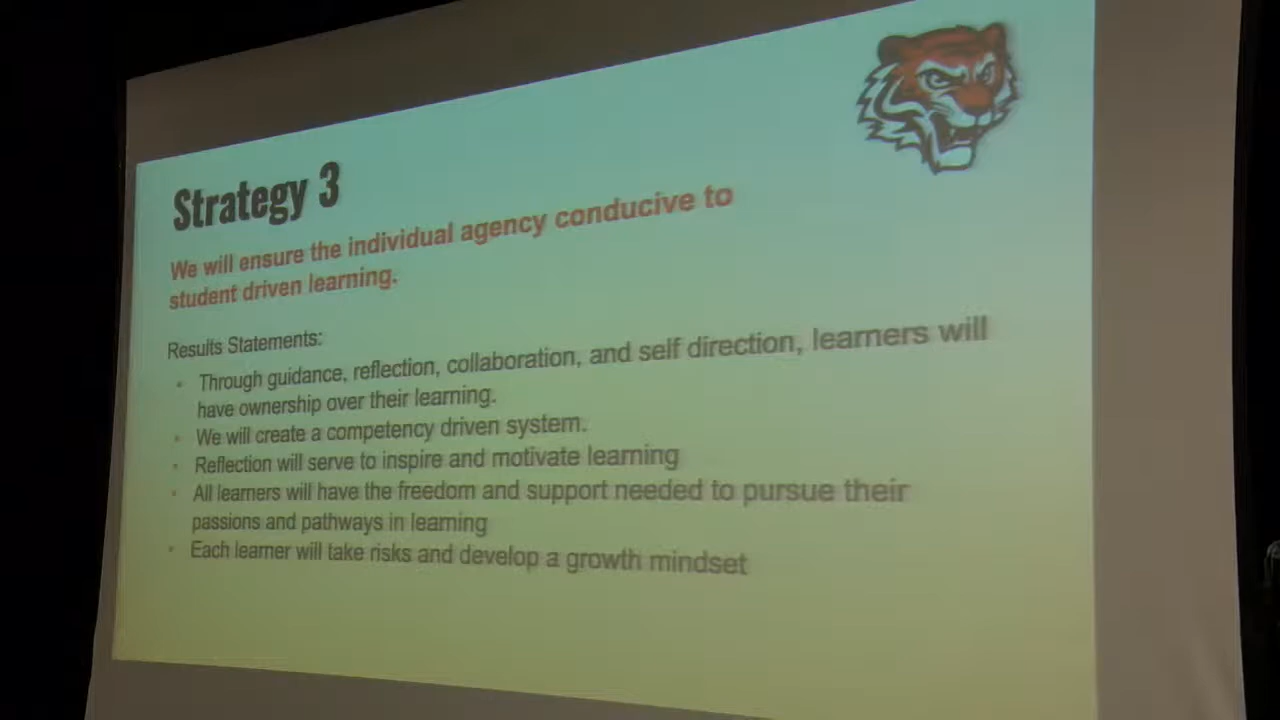 Strategy 3
We will ensure the individual agency conducive to
student driven learning.
Results Statements:
• Through guidance, reflection, collaboration, and self direction, learners will
have ownership over their learning.
• We will create a competency driven system.
• Reflection will serve to inspire and motivate learning
• All learners will have the freedom and support needed to pursue their
passions and pathways in learning
• Each learner will take risks and develop a growth mindset